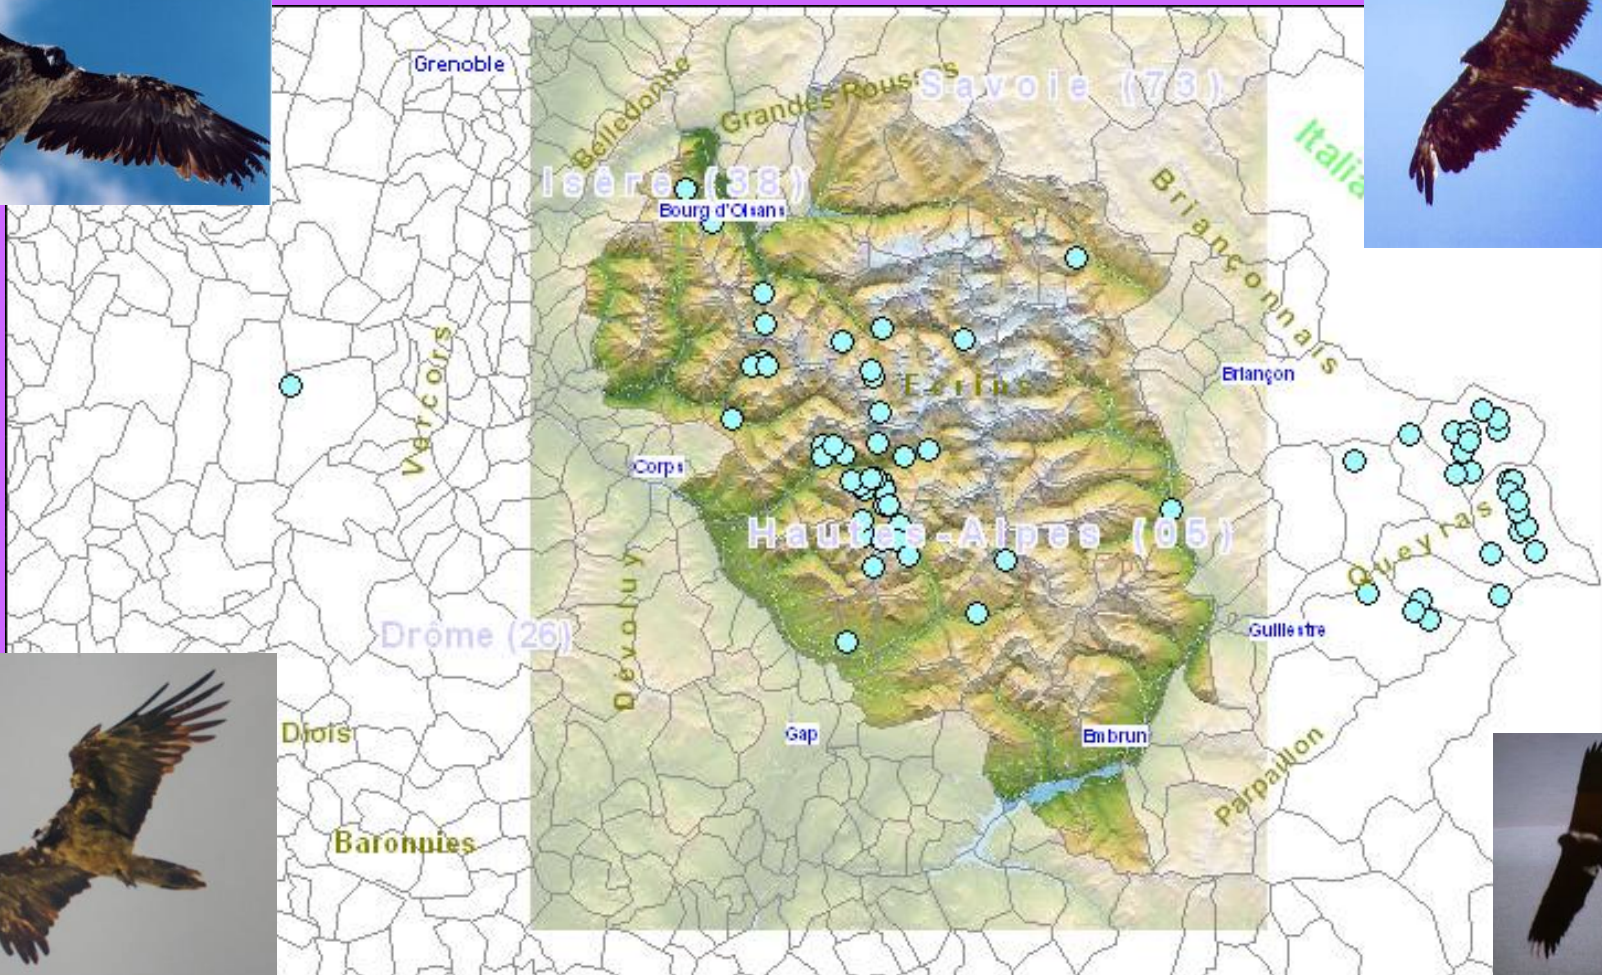 Grenoble
Belledonne
Grandes Rousses
Savoie (73)
Italia
Isère (38)
Bourg d'Oisans
Briançonnais
Vercors
Ecrins
Briançon
Corps
Hautes-Alpes (05)
Queyras
Dévoluy
Drôme (26)
Guillestre
Diois
Gap
Embrun
Parpaillon
Baronnies